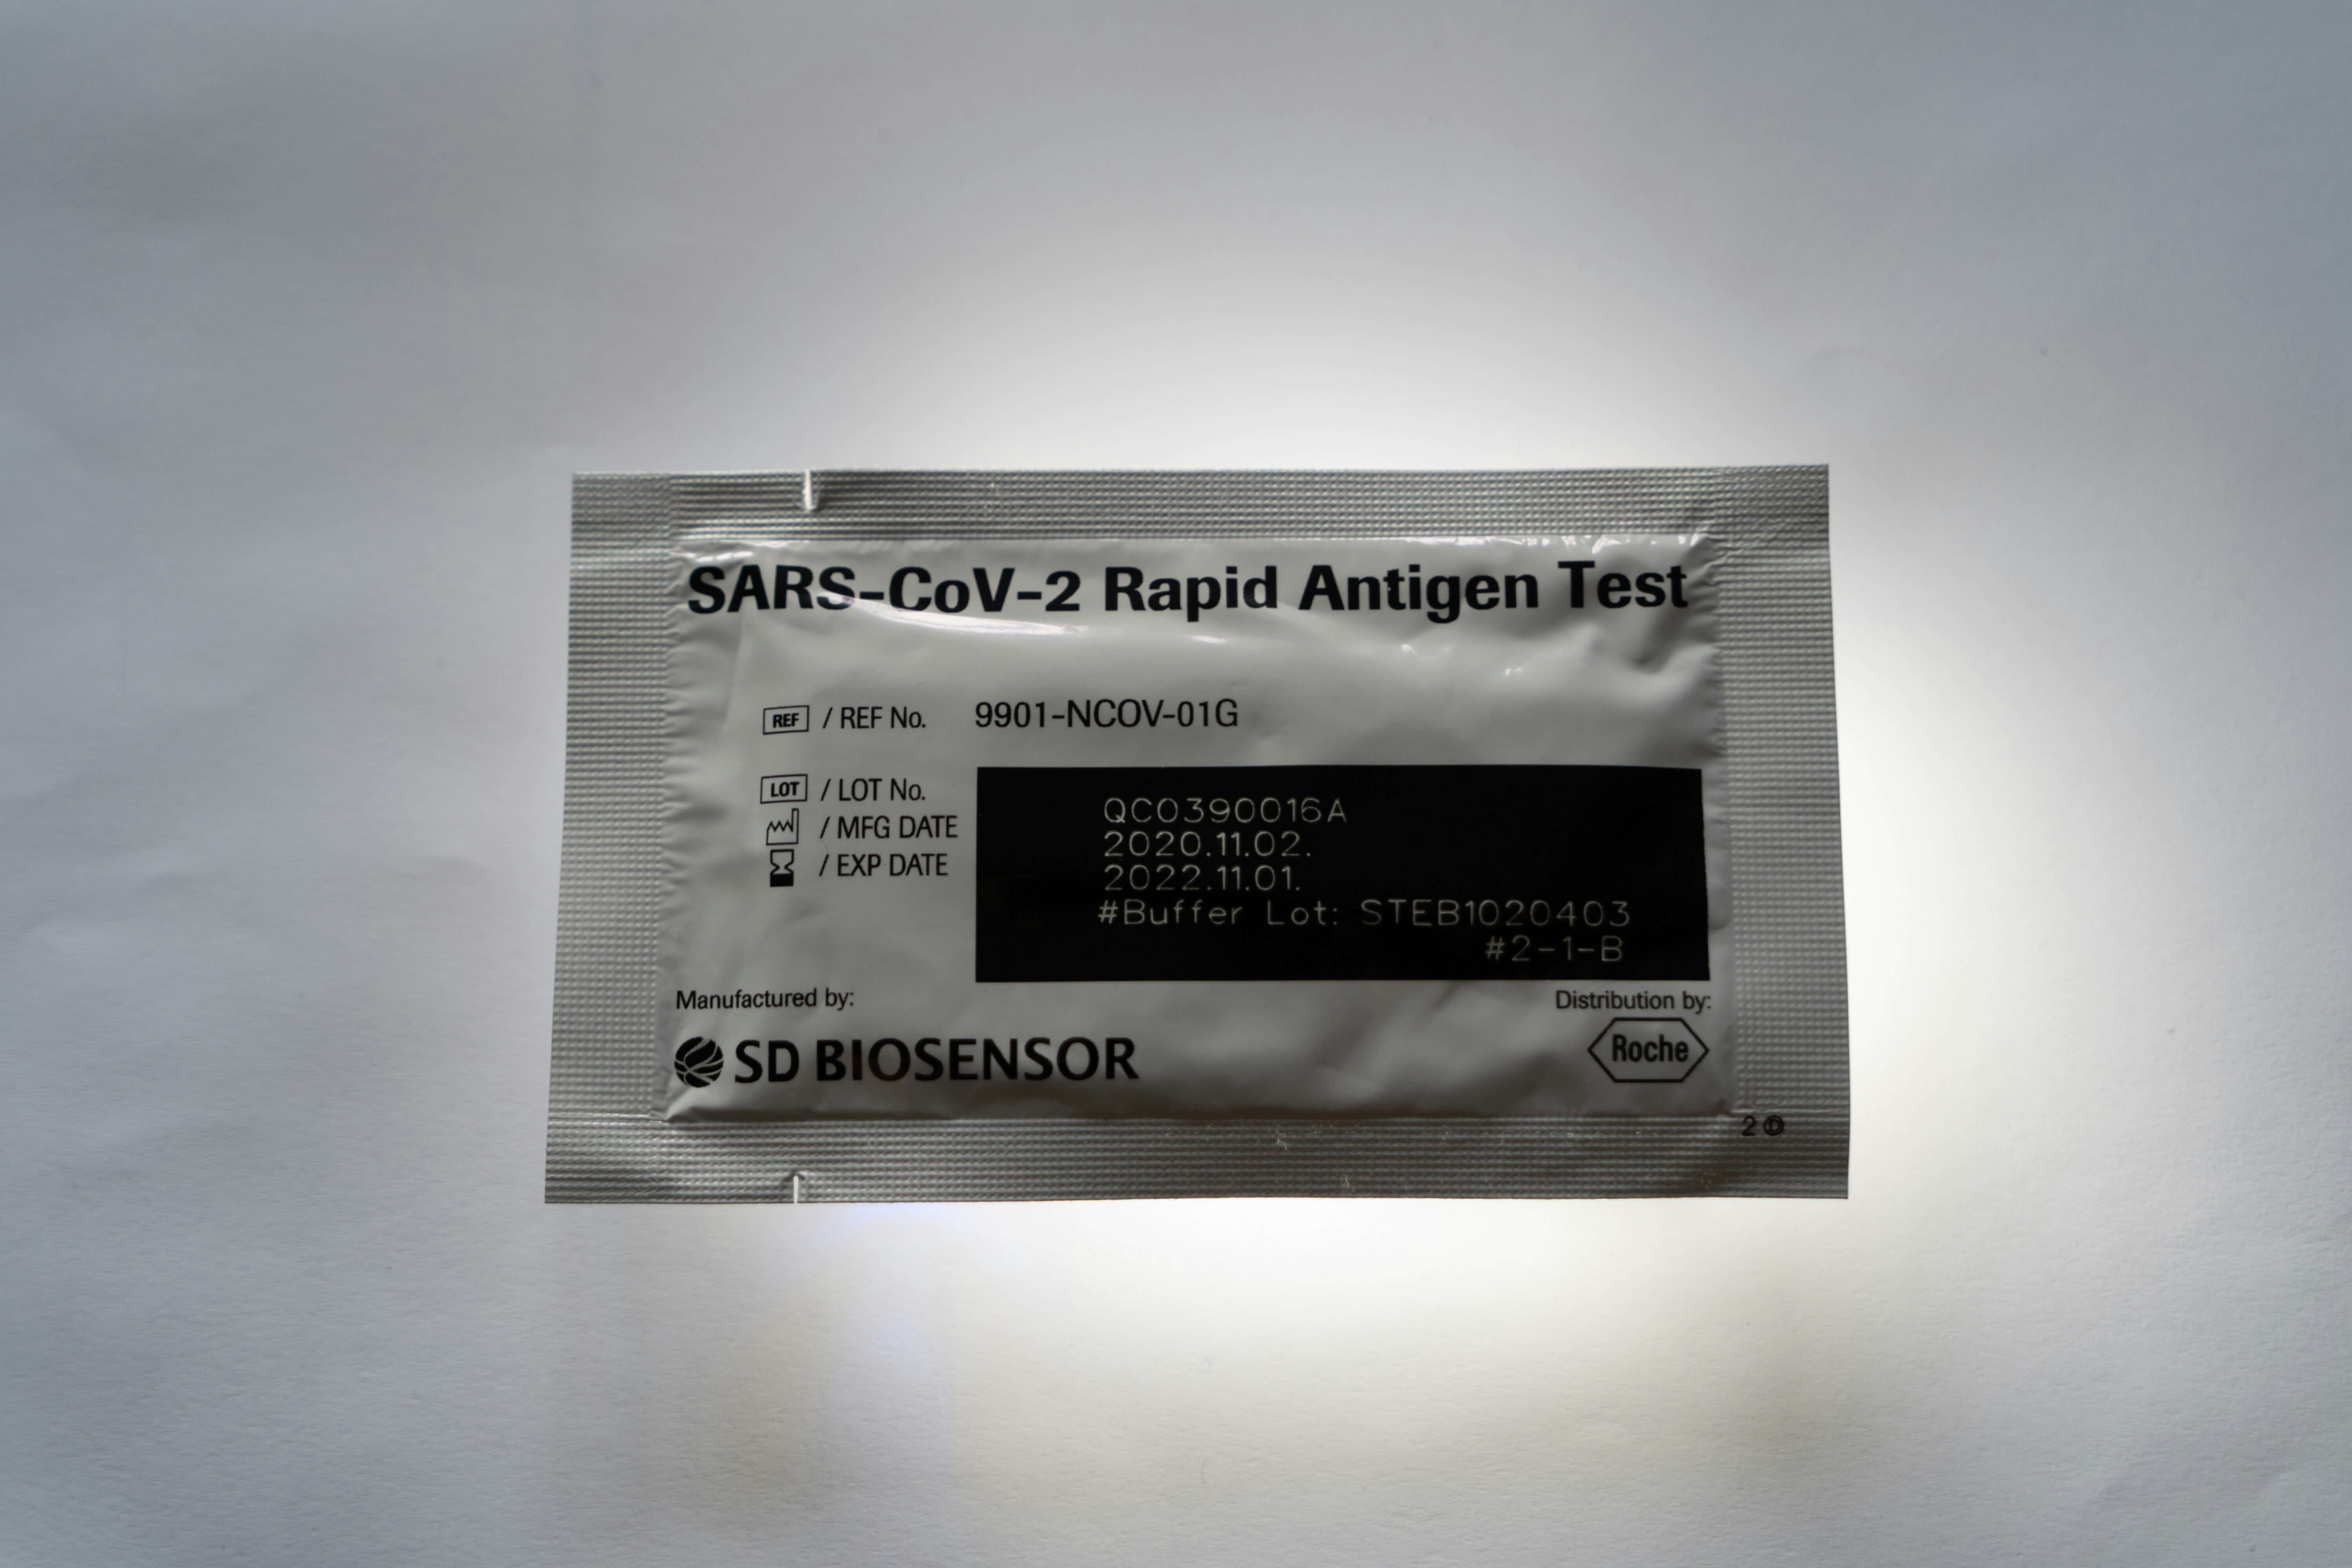 SARS-CoV-2 Rapid Antigen Test
REF / REF No. 9901-NCOV-01G
LOT / LOT No. QC0390016A
/ MFG DATE 2020.11.02.
/ EXP DATE 2022.11.01.
#Buffer Lot: STEB1020403
#2-1-B
Manufactured by:
Distribution by:
SD BIOSENSOR
Roche
2